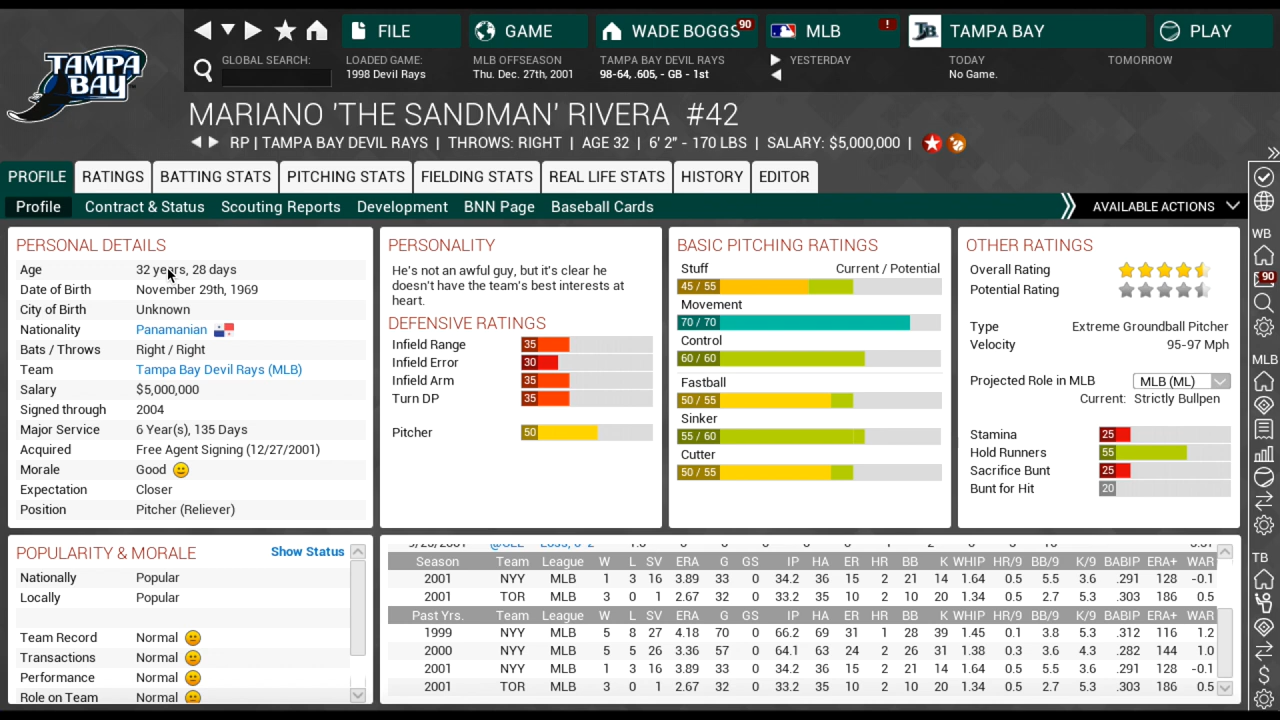 TAMPA BAY
FILE
GAME
WADE BOGGS 90
MLB !
TAMPA BAY
PLAY
GLOBAL SEARCH:
LOADED GAME:
1998 Devil Rays
MLB OFFSEASON
Thu. Dec. 27th, 2001
TAMPA BAY DEVIL RAYS
98-64, .605, - GB - 1st
YESTERDAY
TODAY
No Game.
TOMORROW
MARIANO 'THE SANDMAN' RIVERA #42
RP | TAMPA BAY DEVIL RAYS | THROWS: RIGHT | AGE 32 | 6' 2" - 170 LBS | SALARY: $5,000,000 |
PROFILE RATINGS BATTING STATS PITCHING STATS FIELDING STATS REAL LIFE STATS HISTORY EDITOR
Profile Contract & Status Scouting Reports Development BNN Page Baseball Cards AVAILABLE ACTIONS
PERSONAL DETAILS
Age 32 years, 28 days
Date of Birth November 29th, 1969
City of Birth Unknown
Nationality Panamanian
Bats / Throws Right / Right
Team Tampa Bay Devil Rays (MLB)
Salary $5,000,000
Signed through 2004
Major Service 6 Year(s), 135 Days
Acquired Free Agent Signing (12/27/2001)
Morale Good
Expectation Closer
Position Pitcher (Reliever)
PERSONALITY
He's not an awful guy, but it's clear he
doesn't have the team's best interests at
heart.
DEFENSIVE RATINGS
Infield Range 35
Infield Error 30
Infield Arm 35
Turn DP 35
Pitcher 50
BASIC PITCHING RATINGS
Stuff Current / Potential
45 / 55
Movement
70 / 70
Control
60 / 60
Fastball
50 / 55
Sinker
55 / 60
Cutter
50 / 55
OTHER RATINGS
Overall Rating
Potential Rating
Type Extreme Groundball Pitcher
Velocity 95-97 Mph
Projected Role in MLB MLB (ML)
Current: Strictly Bullpen
Stamina 25
Hold Runners 55
Sacrifice Bunt 25
Bunt for Hit 20
POPULARITY & MORALE Show Status
Nationally Popular
Locally Popular
Team Record Normal
Transactions Normal
Performance Normal
Role on Team Normal
Season Team League W L SV ERA G GS IP HA ER HR BB K WHIP HR/9 BB/9 K/9 BABIP ERA+ WAR
2001 NYY MLB 1 3 16 3.89 33 0 34.2 36 15 2 21 14 1.64 0.5 5.5 3.6 .291 128 -0.1
2001 TOR MLB 3 0 1 2.67 32 0 33.2 35 10 2 10 20 1.34 0.5 2.7 5.3 .303 186 0.5
Past Yrs. Team League W L SV ERA G GS IP HA ER HR BB K WHIP HR/9 BB/9 K/9 BABIP ERA+ WAR
1999 NYY MLB 5 8 27 4.18 70 0 66.2 69 31 1 28 39 1.45 0.1 3.8 5.3 .312 116 1.2
2000 NYY MLB 5 5 26 3.36 57 0 64.1 63 24 2 26 31 1.38 0.3 3.6 4.3 .282 144 1.0
2001 NYY MLB 1 3 16 3.89 33 0 34.2 36 15 2 21 14 1.64 0.5 5.5 3.6 .291 128 -0.1
2001 TOR MLB 3 0 1 2.67 32 0 33.2 35 10 2 10 20 1.34 0.5 2.7 5.3 .303 186 0.5
WB
90
MLB
TB